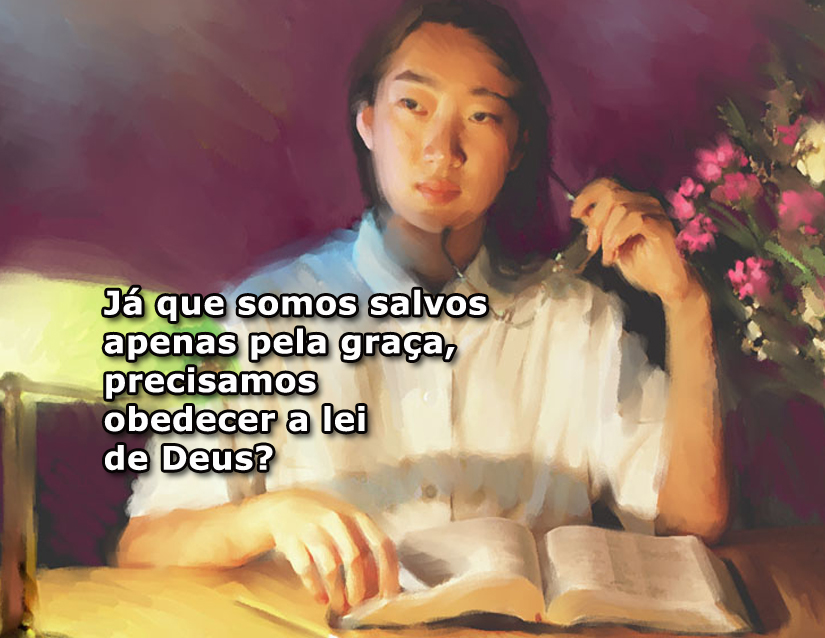 Já que somos salvos
apenas pela graça,
precisamos
obedecer a lei
de Deus?